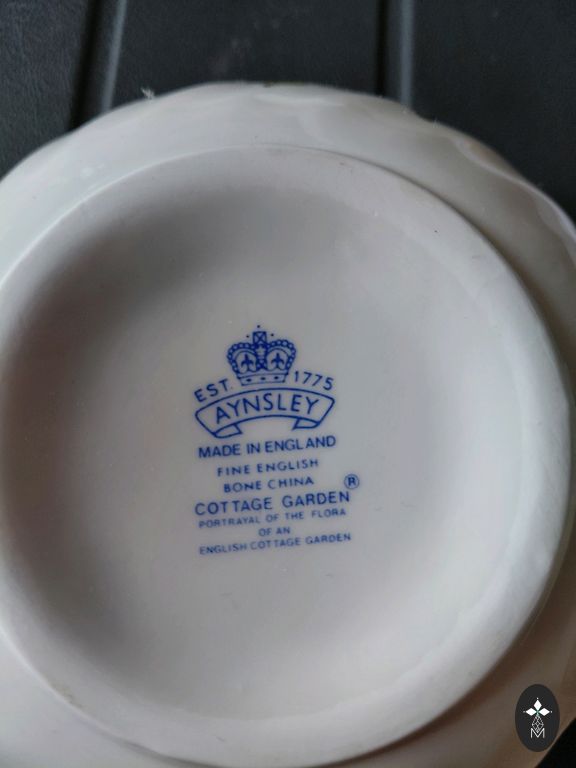 EST. 1775
AYNSLEY
MADE IN ENGLAND
FINE ENGLISH
BONE CHINA
COTTAGE GARDEN ®
PORTRAYAL OF THE FLORA
OF AN
ENGLISH COTTAGE GARDEN
M